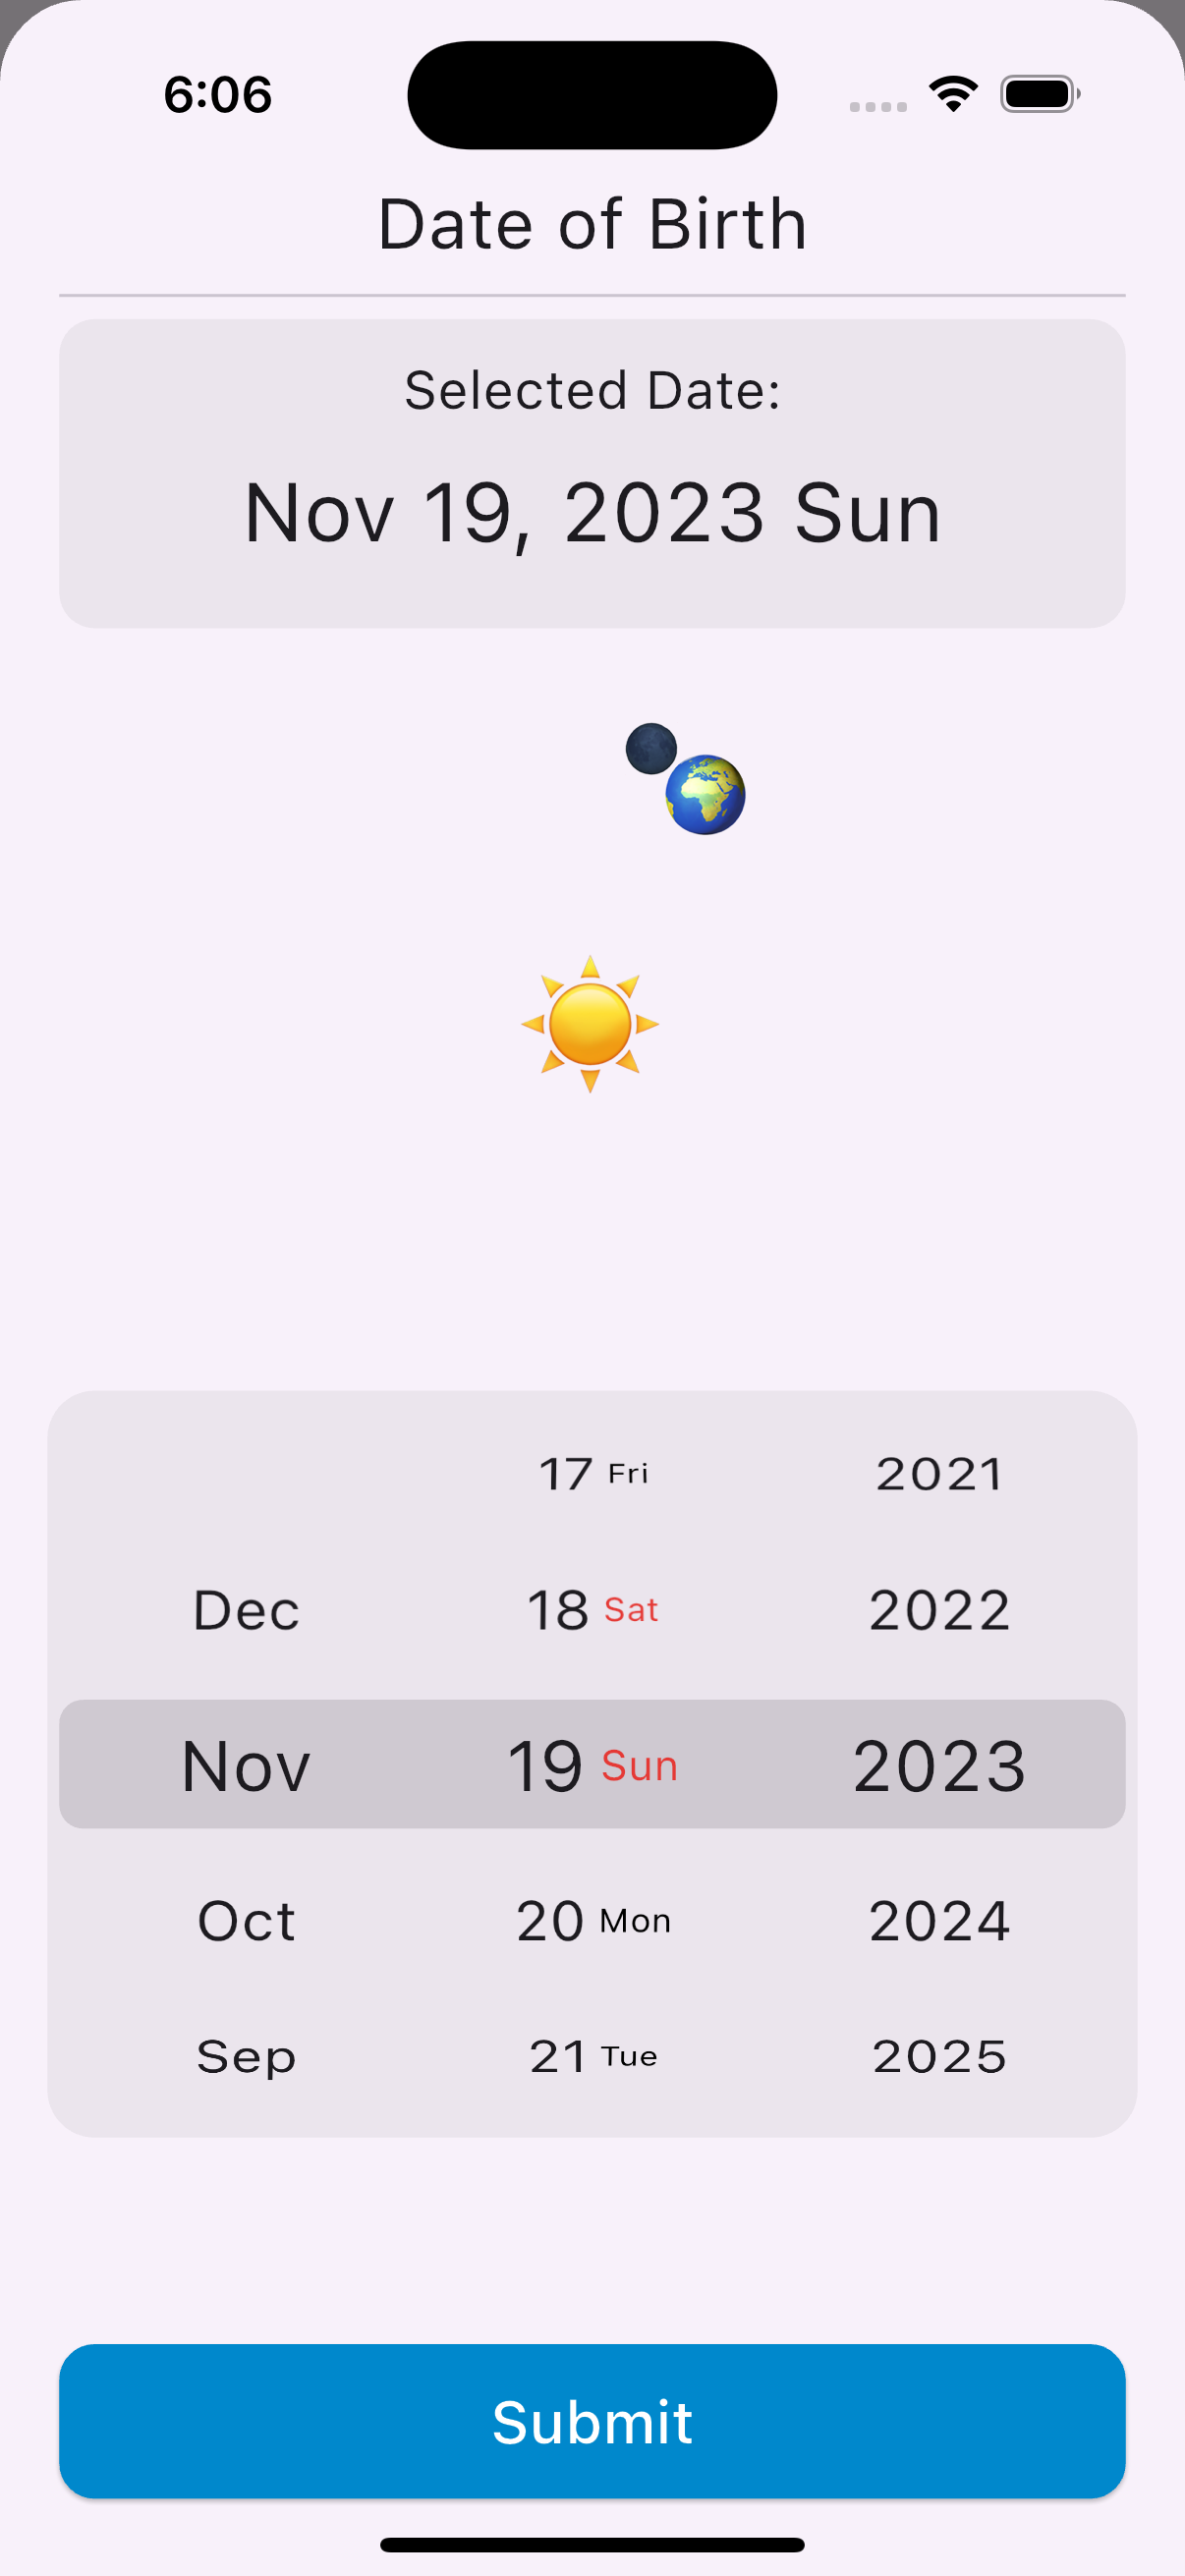 6:06
Date of Birth
Selected Date:
Nov 19, 2023 Sun
17 Fri 2021
Dec 18 Sat 2022
Nov 19 Sun 2023
Oct 20 Mon 2024
Sep 21 Tue 2025
Submit